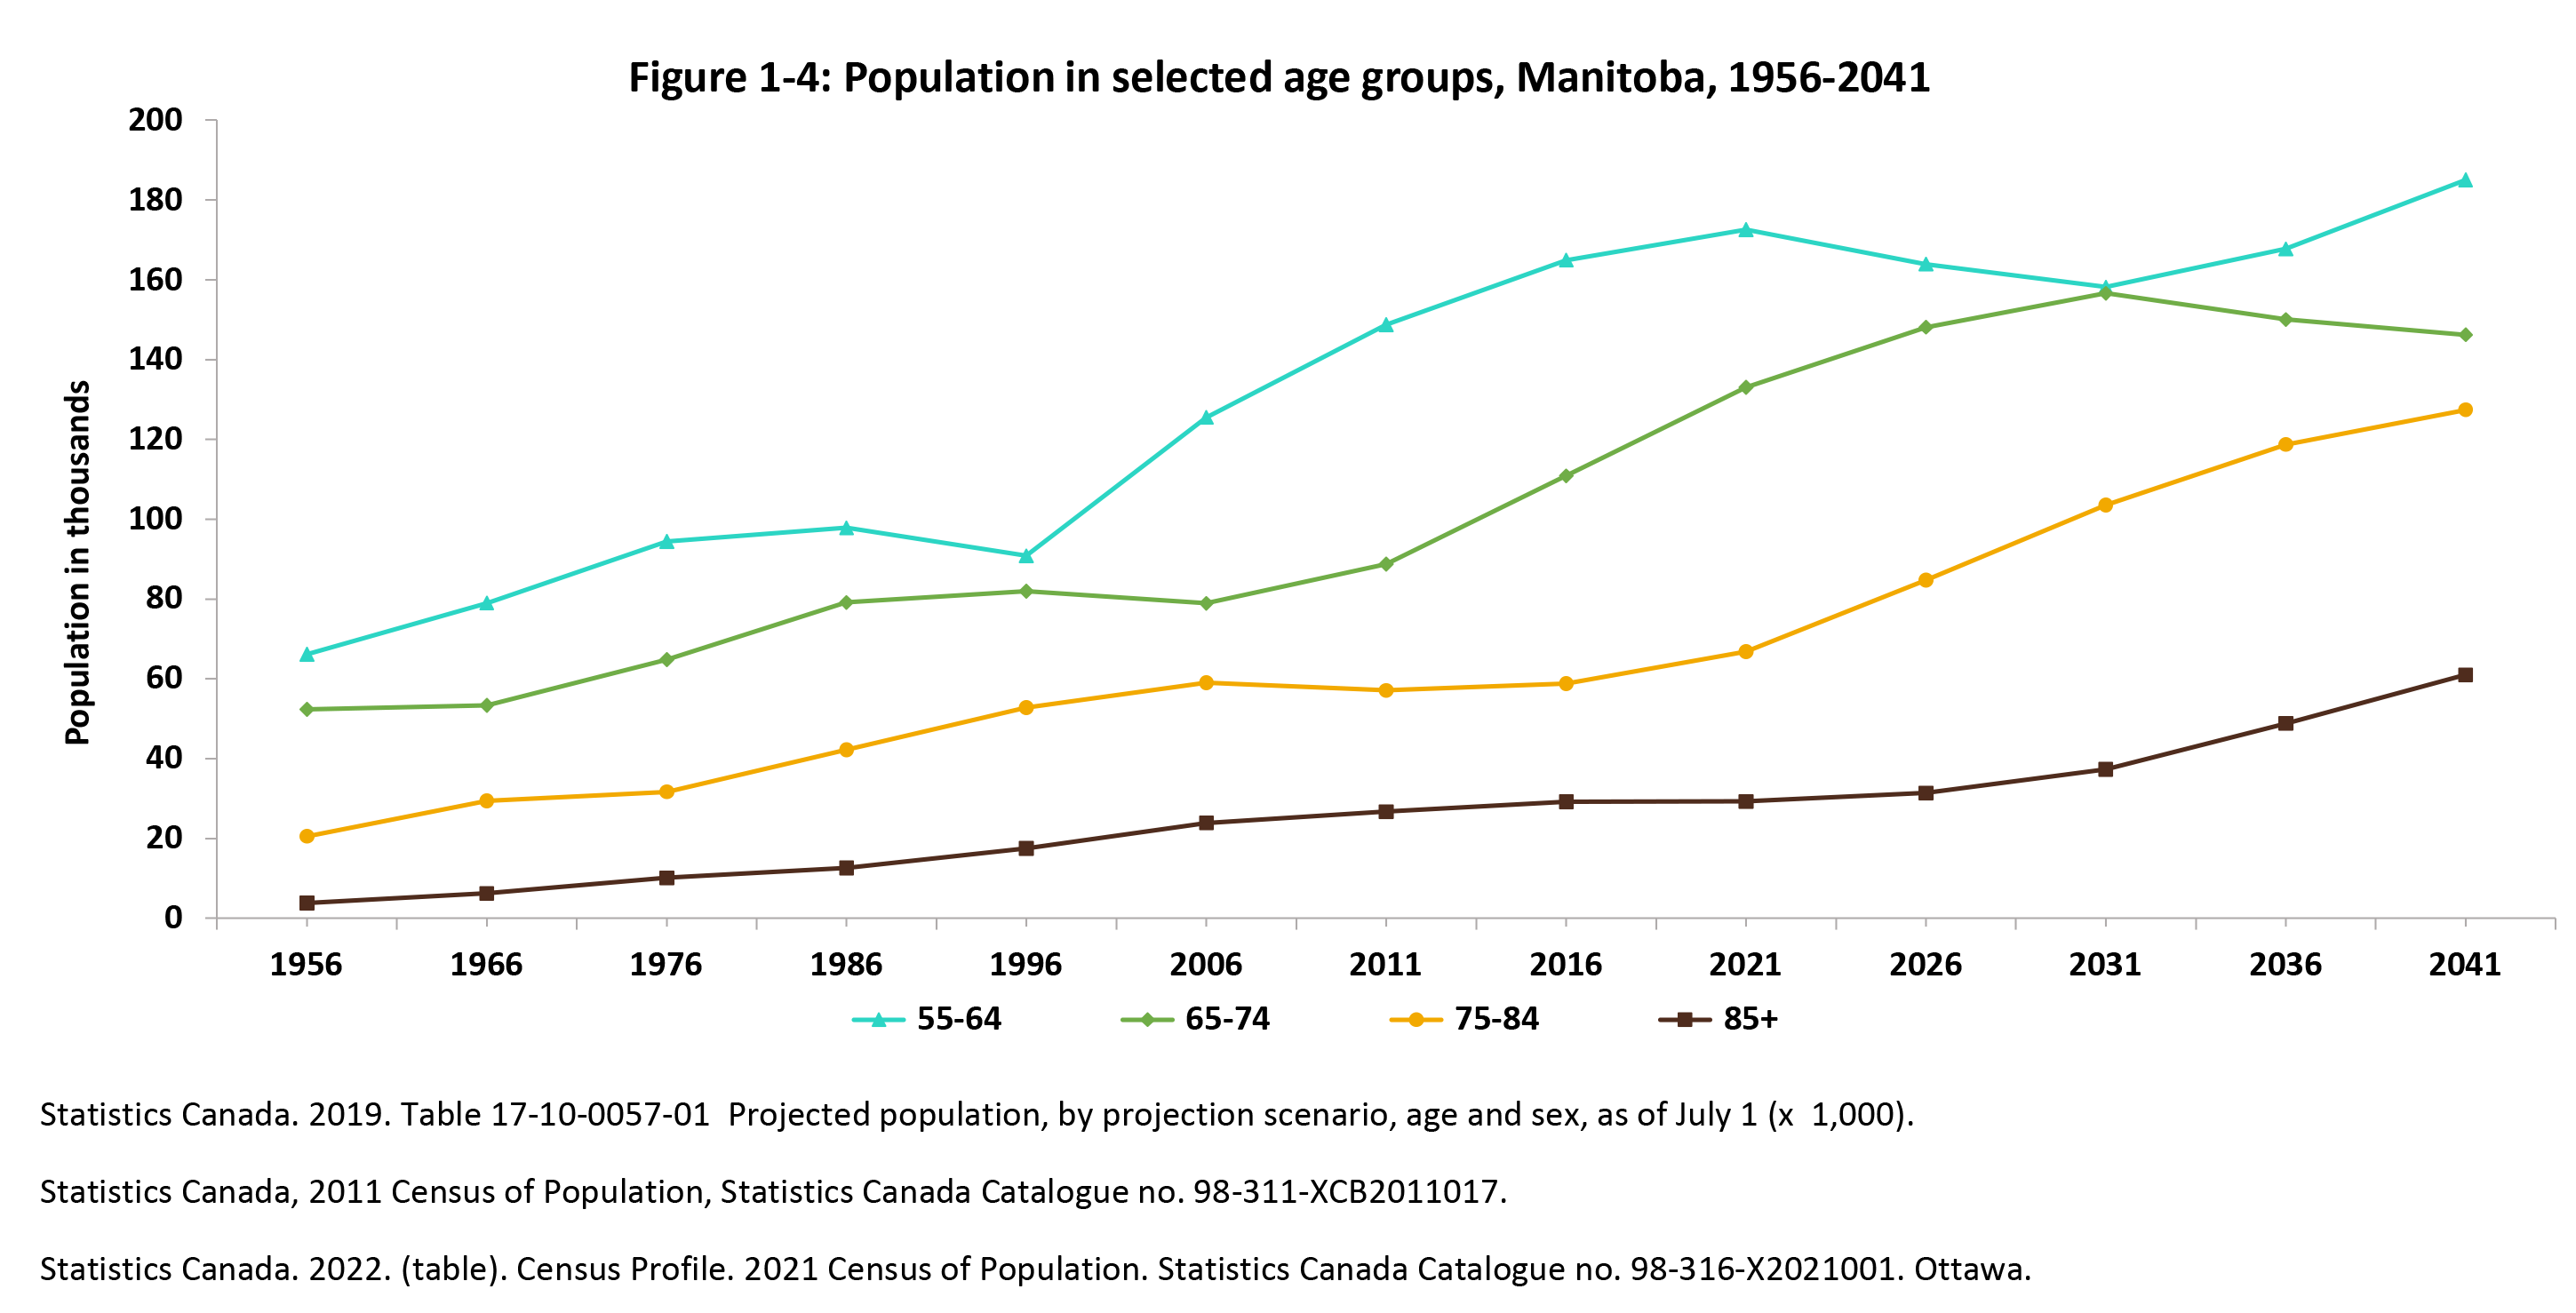 Figure 1-4: Population in selected age groups, Manitoba, 1956-2041
Population in thousands
200
180
160
140
120
100
80
60
40
20
0
1956 1966 1976 1986 1996 2006 2011 2016 2021 2026 2031 2036 2041
55-64 65-74 75-84 85+
Statistics Canada. 2019. Table 17-10-0057-01  Projected population, by projection scenario, age and sex, as of July 1 (x  1,000).
Statistics Canada, 2011 Census of Population, Statistics Canada Catalogue no. 98-311-XCB2011017.
Statistics Canada. 2022. (table). Census Profile. 2021 Census of Population. Statistics Canada Catalogue no. 98-316-X2021001. Ottawa.